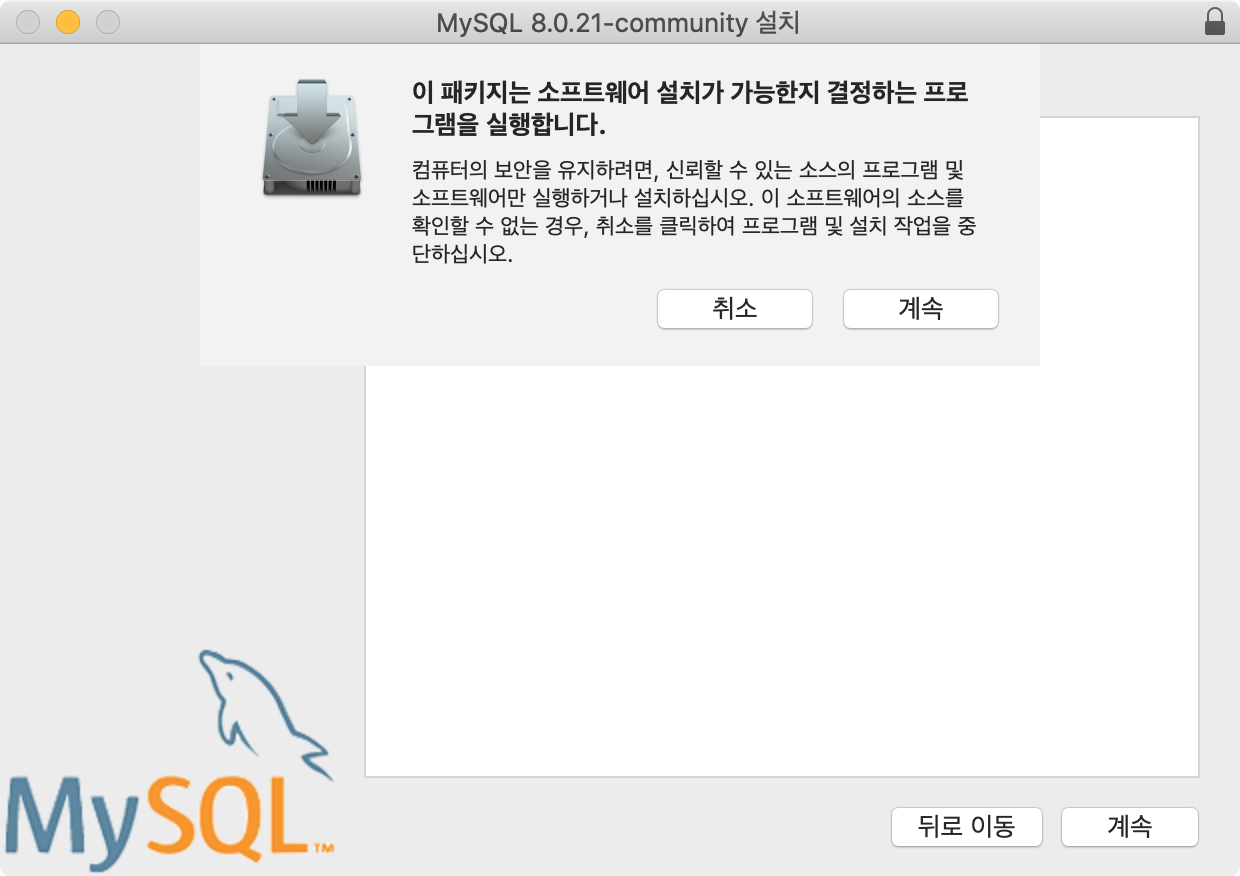 MySQL 8.0.21-community 설치
이 패키지는 소프트웨어 설치가 가능한지 결정하는 프로
그램을 실행합니다.
컴퓨터의 보안을 유지하려면, 신뢰할 수 있는 소스의 프로그램 및
소프트웨어만 실행하거나 설치하십시오. 이 소프트웨어의 소스를
확인할 수 없는 경우, 취소를 클릭하여 프로그램 및 설치 작업을 중
단하십시오.
취소 계속
MySQL™
뒤로 이동 계속